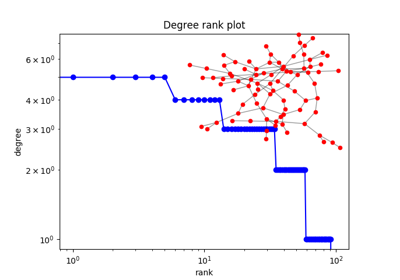 Degree rank plot
degree
6 × 10⁰
4 × 10⁰
3 × 10⁰
2 × 10⁰
10⁰
10⁰ 10¹ 10²
rank